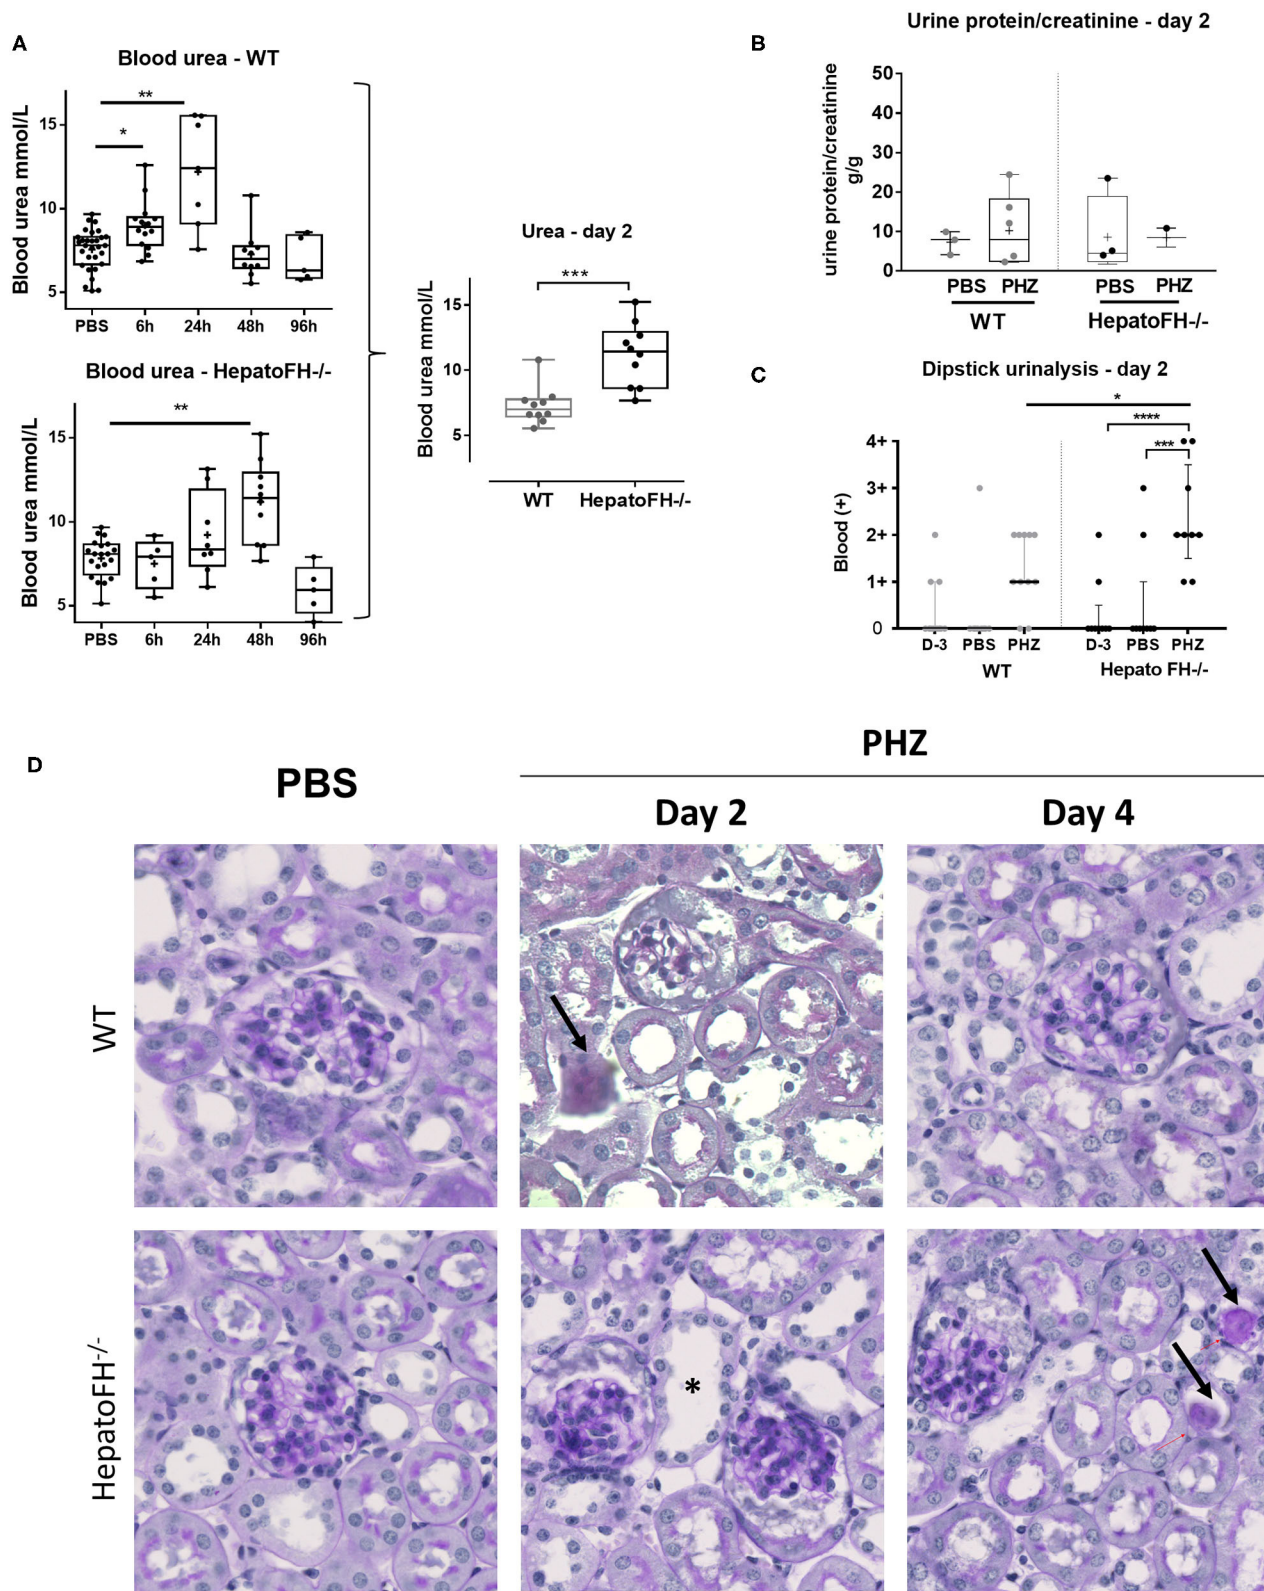 A
Blood urea - WT
Blood urea mmol/L
15
10
5
**
*
PBS 6h 24h 48h 96h
Blood urea - HepatoFH-/-
Blood urea mmol/L
15
10
5
**
PBS 6h 24h 48h 96h
Urea - day 2
Blood urea mmol/L
15
10
5
***
WT HepatoFH-/-
B
Urine protein/creatinine - day 2
urine protein/creatinine
g/g
50
40
30
20
10
0
PBS PHZ PBS PHZ
WT HepatoFH-/-
C
Dipstick urinalysis - day 2
Blood (+)
4+
3+
2+
1+
0
*
****
***
D-3 PBS PHZ D-3 PBS PHZ
WT Hepato FH-/-
D
PBS
PHZ
Day 2 Day 4
WT
HepatoFH-/-
*